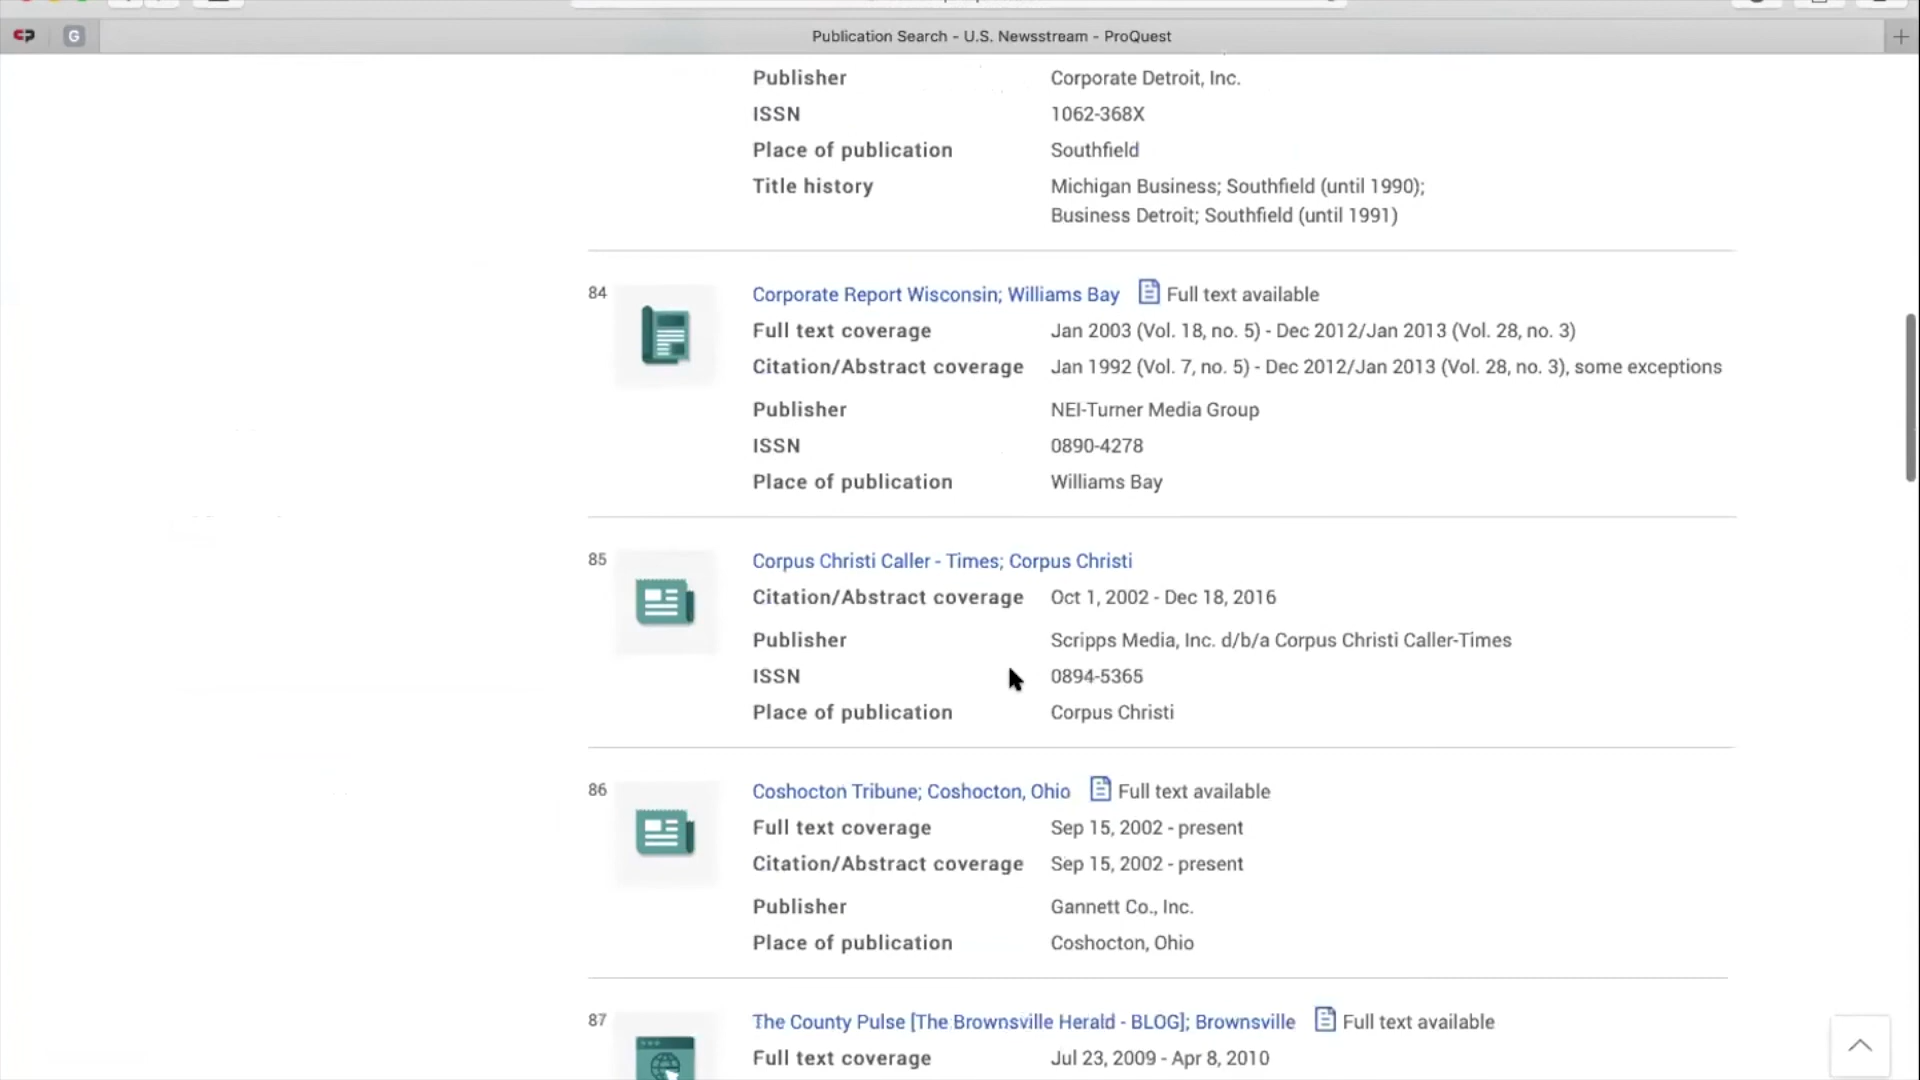 G
Publication Search - U.S. Newsstream - ProQuest
Publisher Corporate Detroit, Inc.
ISSN 1062-368X
Place of publication Southfield
Title history Michigan Business; Southfield (until 1990);
Business Detroit; Southfield (until 1991)
84 Corporate Report Wisconsin; Williams Bay Full text available
Full text coverage Jan 2003 (Vol. 18, no. 5) - Dec 2012/Jan 2013 (Vol. 28, no. 3)
Citation/Abstract coverage Jan 1992 (Vol. 7, no. 5) - Dec 2012/Jan 2013 (Vol. 28, no. 3), some exceptions
Publisher NEI-Turner Media Group
ISSN 0890-4278
Place of publication Williams Bay
85 Corpus Christi Caller - Times; Corpus Christi
Citation/Abstract coverage Oct 1, 2002 - Dec 18, 2016
Publisher Scripps Media, Inc. d/b/a Corpus Christi Caller-Times
ISSN 0894-5365
Place of publication Corpus Christi
86 Coshocton Tribune; Coshocton, Ohio Full text available
Full text coverage Sep 15, 2002 - present
Citation/Abstract coverage Sep 15, 2002 - present
Publisher Gannett Co., Inc.
Place of publication Coshocton, Ohio
87 The County Pulse [The Brownsville Herald - BLOG]; Brownsville Full text available
Full text coverage Jul 23, 2009 - Apr 8, 2010